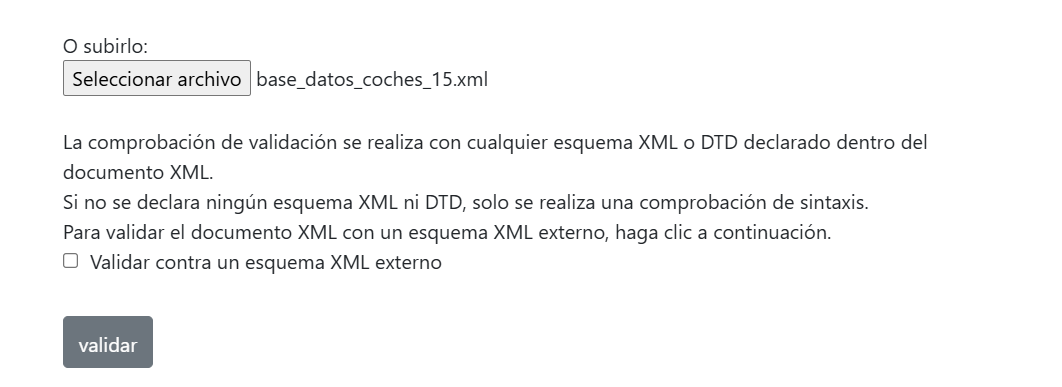 O subirlo:
Seleccionar archivo base_datos_coches_15.xml
La comprobación de validación se realiza con cualquier esquema XML o DTD declarado dentro del
documento XML.
Si no se declara ningún esquema XML ni DTD, solo se realiza una comprobación de sintaxis.
Para validar el documento XML con un esquema XML externo, haga clic a continuación.
Validar contra un esquema XML externo
validar